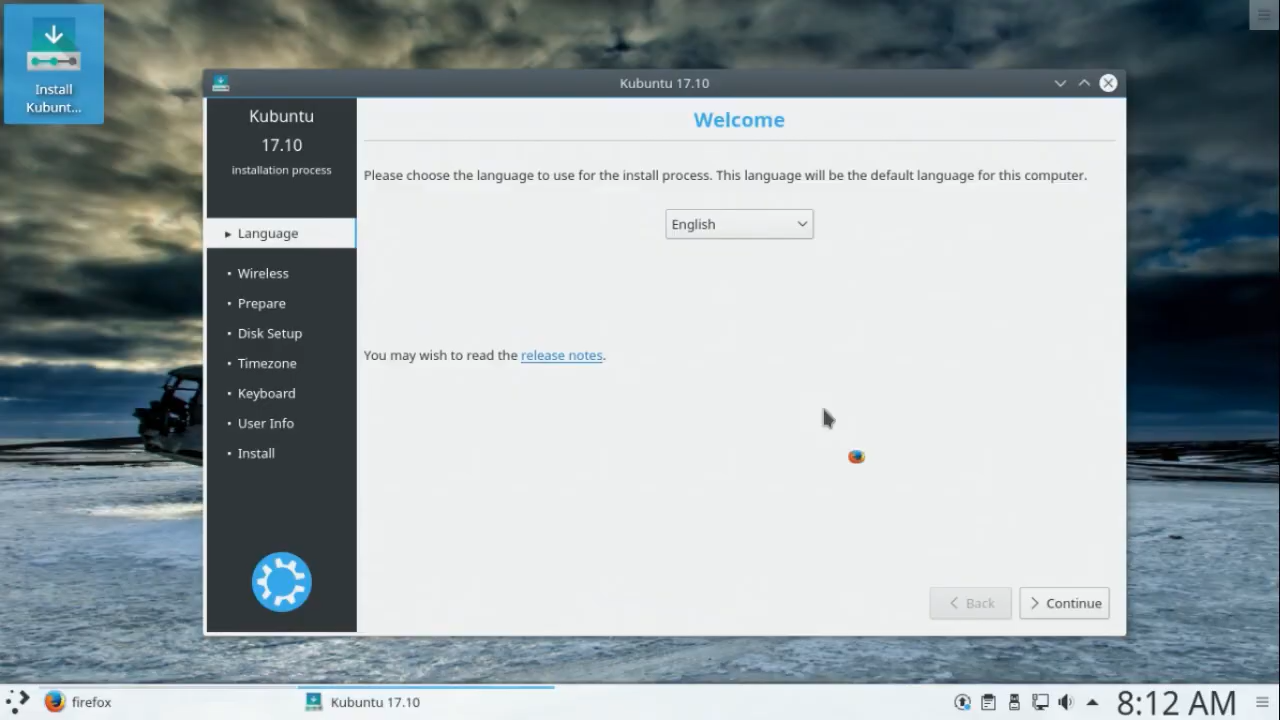 Install
Kubunt...
Kubuntu 17.10
Kubuntu
17.10
installation process
Language
Wireless
Prepare
Disk Setup
Timezone
Keyboard
User Info
Install
Welcome
Please choose the language to use for the install process. This language will be the default language for this computer.
English
You may wish to read the release notes.
Back
Continue
firefox
Kubuntu 17.10
8:12 AM